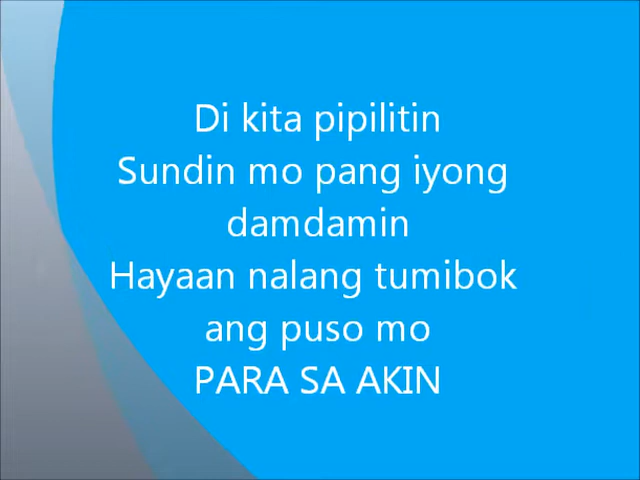 Di kita pipilitin
Sundin mo pang iyong
damdamin
Hayaan nalang tumibok
ang puso mo
PARA SA AKIN